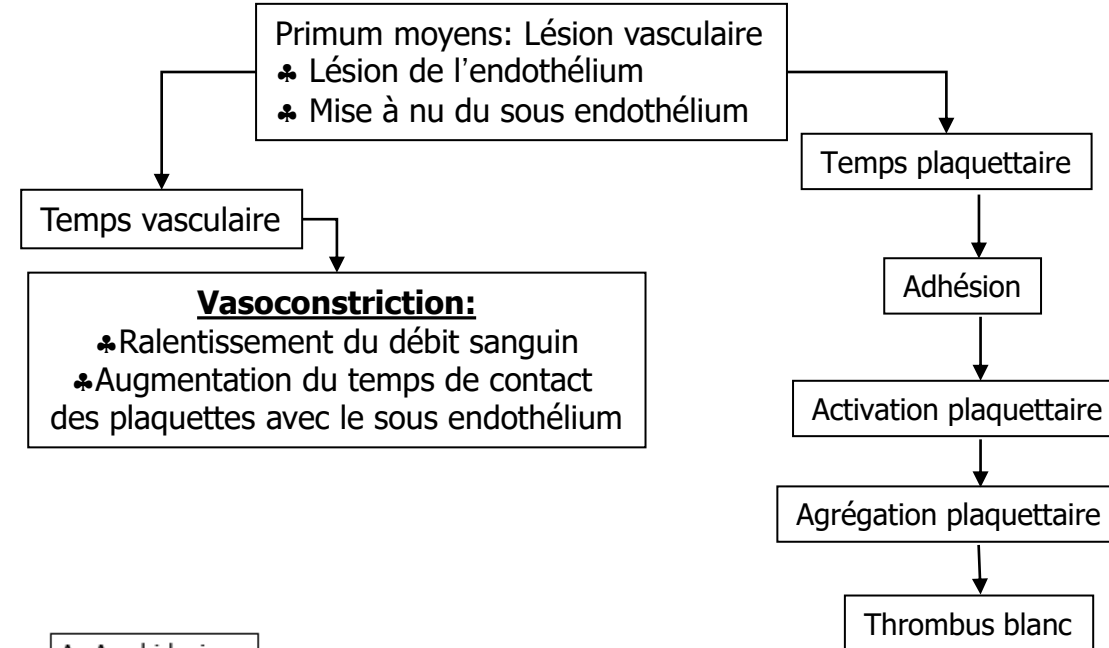 Primum moyens: Lésion vasculaire
♣ Lésion de l'endothélium
♣ Mise à nu du sous endothélium
Temps plaquettaire
Temps vasculaire
Adhésion
Vasoconstriction:
♣Ralentissement du débit sanguin
♣Augmentation du temps de contact
des plaquettes avec le sous endothélium
Activation plaquettaire
Agrégation plaquettaire
Thrombus blanc